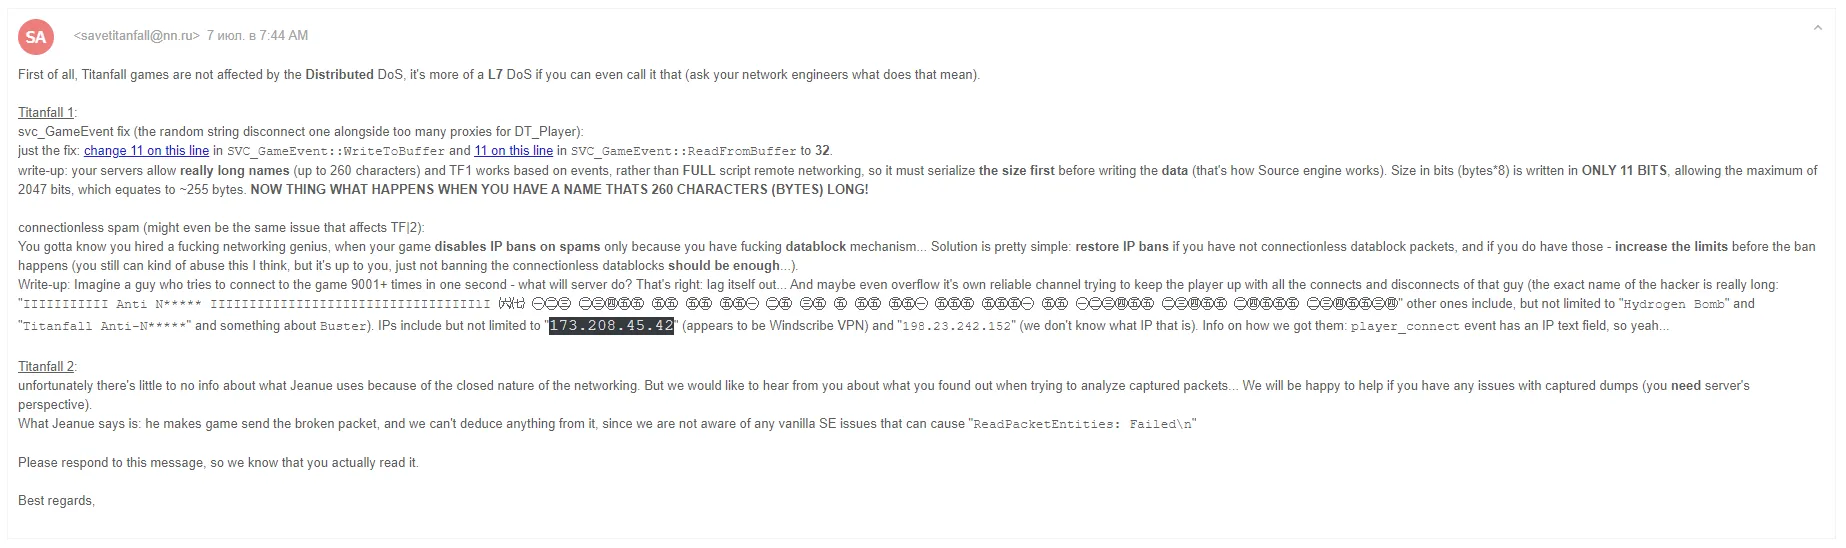 SA
<savetitanfall@nn.ru> 7 июл. в 7:44 AM
First of all, Titanfall games are not affected by the Distributed DoS, it's more of a L7 DoS if you can even call it that (ask your network engineers what does that mean).
Titanfall 1:
svc_GameEvent fix (the random string disconnect one alongside too many proxies for DT_Player):
just the fix: change 11 on this line in SVC_GameEvent::WriteToBuffer and 11 on this line in SVC_GameEvent::ReadFromBuffer to 32.
write-up: your servers allow really long names (up to 260 characters) and TF1 works based on events, rather than FULL script remote networking, so it must serialize the size first before writing the data (that's how Source engine works). Size in bits (bytes*8) is written in ONLY 11 BITS, allowing the maximum of
2047 bits, which equates to ~255 bytes. NOW THING WHAT HAPPENS WHEN YOU HAVE A NAME THATS 260 CHARACTERS (BYTES) LONG!
connectionless spam (might even be the same issue that affects TF|2):
You gotta know you hired a fucking networking genius, when your game disables IP bans on spams only because you have fucking datablock mechanism... Solution is pretty simple: restore IP bans if you have not connectionless datablock packets, and if you do have those - increase the limits before the ban
happens (you still can kind of abuse this I think, but it's up to you, just not banning the connectionless datablocks should be enough...).
Write-up: Imagine a guy who tries to connect to the game 9001+ times in one second - what will server do? That's right: lag itself out... And maybe even overflow it's own reliable channel trying to keep the player up with all the connects and disconnects of that guy (the exact name of the hacker is really long:
"IIIIIIIIIII Anti N***** IIIIIIIIIIIIIIIIIIIIIIIIIIIIIIIIIIlI " other ones include, but not limited to "Hydrogen Bomb" and
"Titanfall Anti-N*****" and something about Buster). IPs include but not limited to "173.208.45.42" (appears to be Windscribe VPN) and "198.23.242.152" (we don't know what IP that is). Info on how we got them: player_connect event has an IP text field, so yeah...
Titanfall 2:
unfortunately there's little to no info about what Jeanue uses because of the closed nature of the networking. But we would like to hear from you about what you found out when trying to analyze captured packets... We will be happy to help if you have any issues with captured dumps (you need server's
perspective).
What Jeanue says is: he makes game send the broken packet, and we can't deduce anything from it, since we are not aware of any vanilla SE issues that can cause "ReadPacketEntities: Failed\n"
Please respond to this message, so we know that you actually read it.
Best regards,